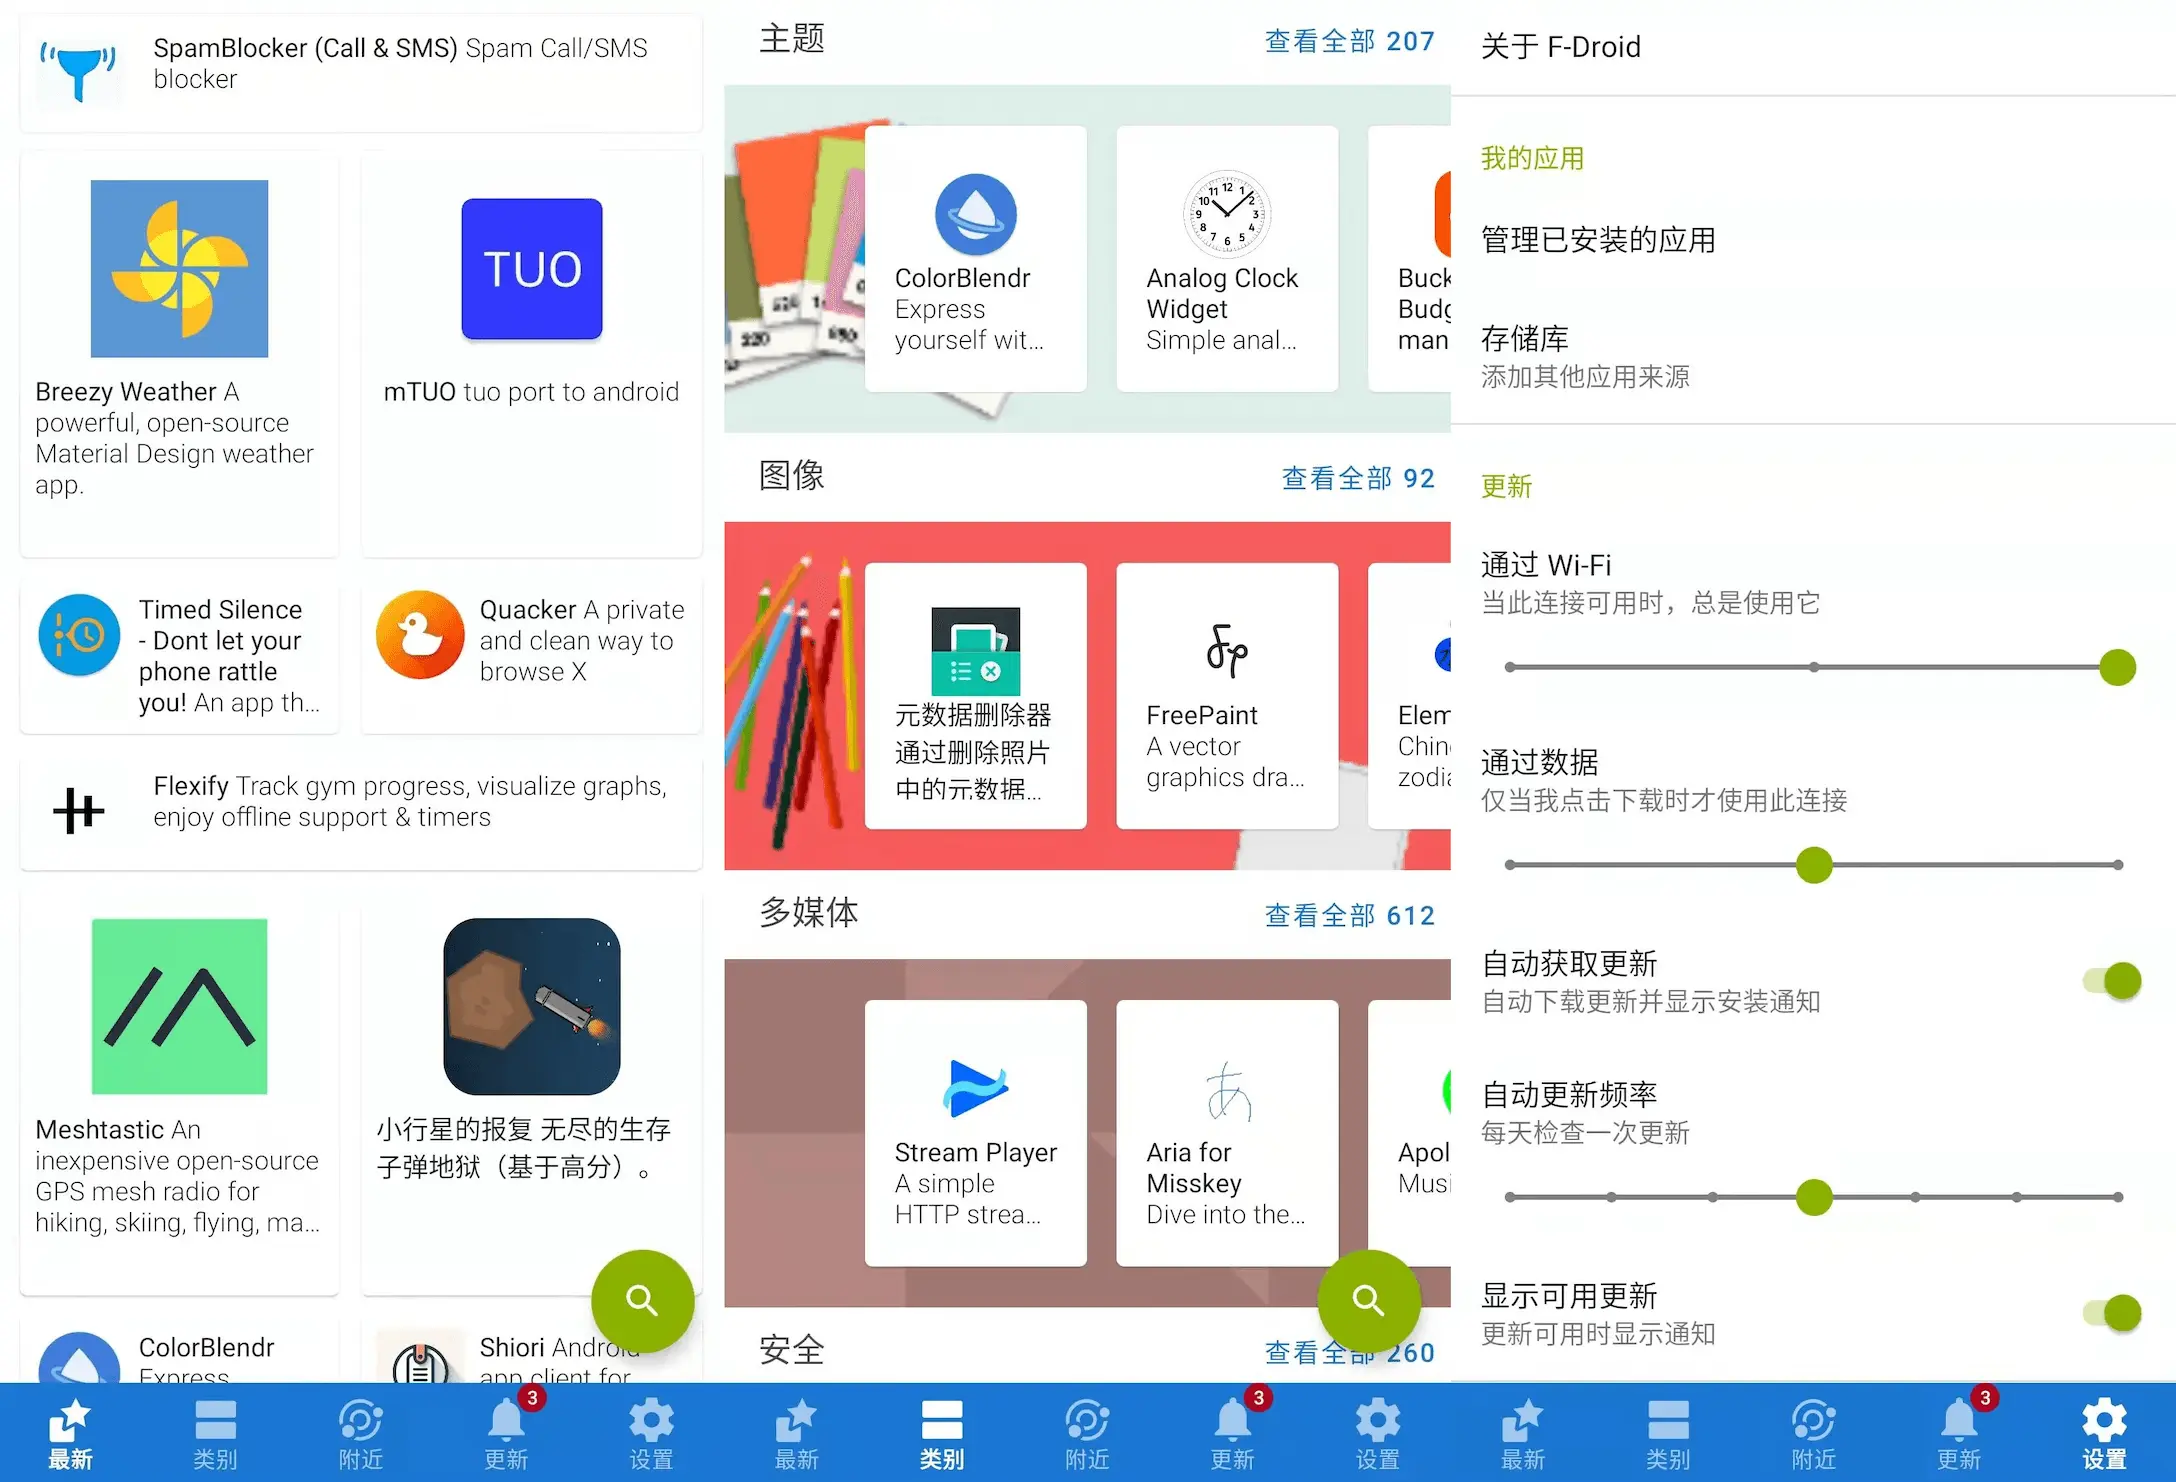 SpamBlocker (Call & SMS) Spam Call/SMS
blocker
TUO
Breezy Weather A
powerful, open-source
Material Design weather
app.
mTUO tuo port to android
Timed Silence
- Dont let your
phone rattle
you! An app th...
Quacker A private
and clean way to
browse X
Flexify Track gym progress, visualize graphs,
enjoy offline support & timers
Meshtastic An
inexpensive open-source
GPS mesh radio for
hiking, skiing, flying, ma...
小行星的报复 无尽的生存
子弹地狱（基于高分）。
ColorBlendr
Express
Shiori Android
app client for
最新
类别
附近
3
更新
设置
主题
查看全部 207
220
ColorBlendr
Express
yourself wit...
11 12 1
10 2
9 3
8 4
7 6 5
Analog Clock
Widget
Simple anal...
Buck
Budg
man
图像
查看全部 92
元数据删除器
通过删除照片
中的元数据...
FreePaint
A vector
graphics dra...
Elem
Chin
zodia
多媒体
查看全部 612
Stream Player
A simple
HTTP strea...
あ
Aria for
Misskey
Dive into the...
Apol
Musi
安全
查看全部 260
最新
类别
附近
3
更新
设置
关于 F-Droid
我的应用
管理已安装的应用
存储库
添加其他应用来源
更新
通过 Wi-Fi
当此连接可用时，总是使用它
通过数据
仅当我点击下载时才使用此连接
自动获取更新
自动下载更新并显示安装通知
自动更新频率
每天检查一次更新
显示可用更新
更新可用时显示通知
最新
类别
附近
3
更新
设置